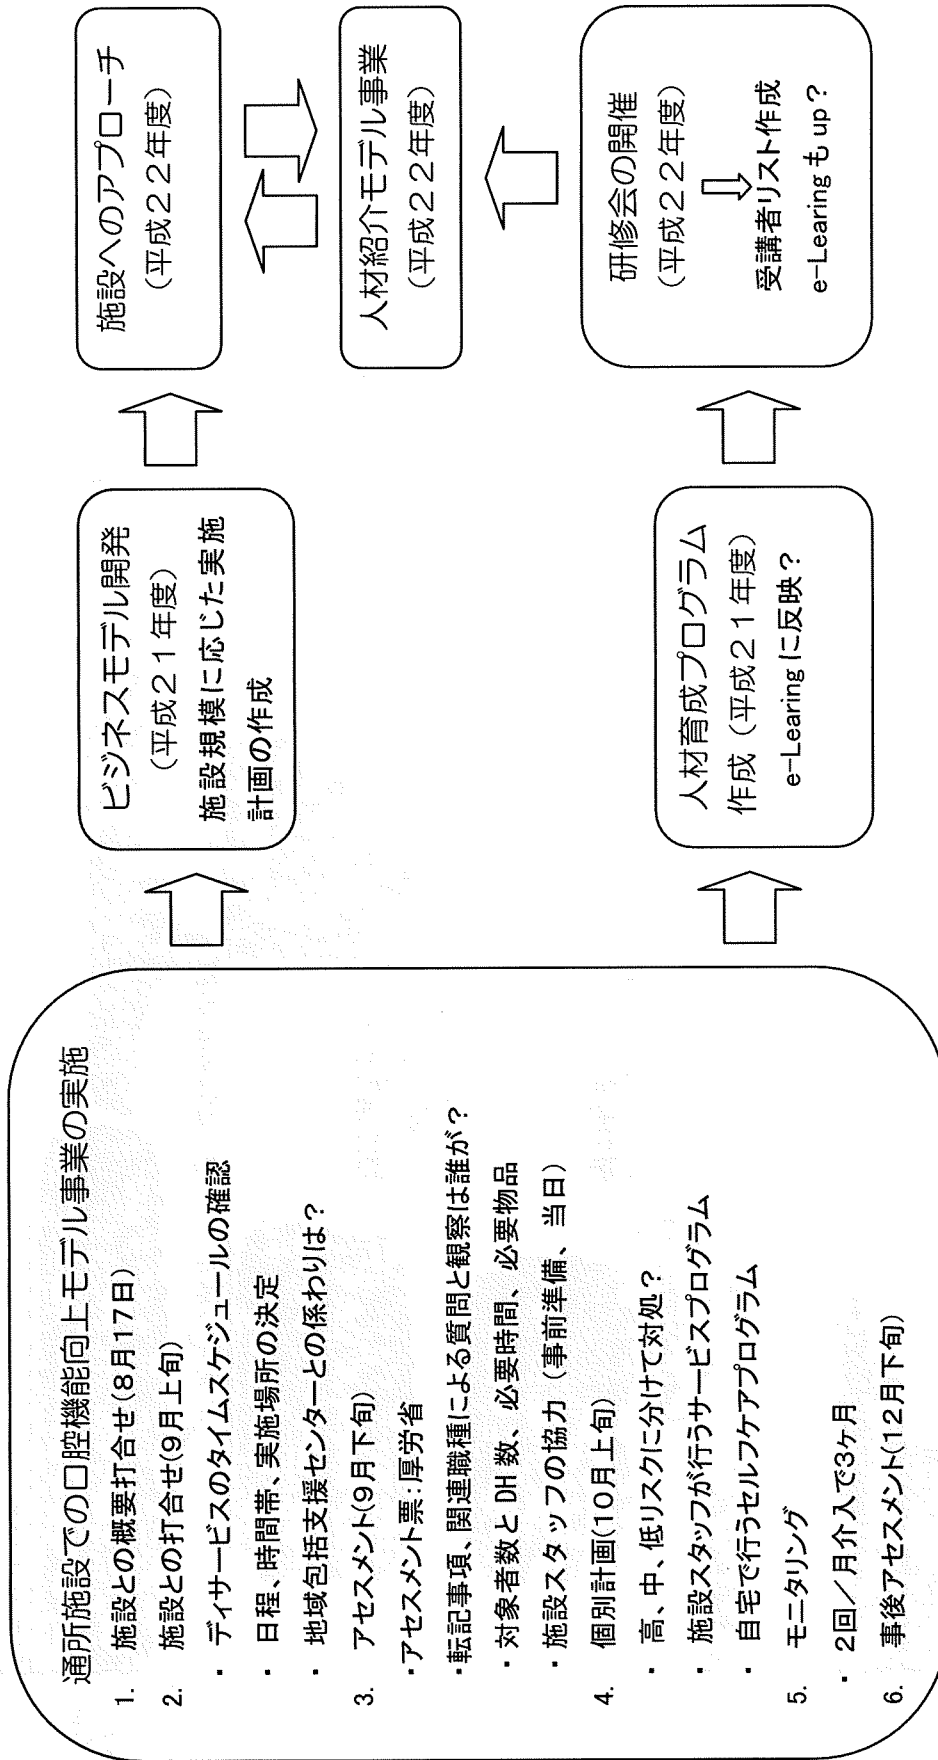 通所施設での口腔機能向上モデル事業の実施
1. 施設との概要打合せ(8月17日)
2. 施設との打合せ(9月上旬)
・ ディサービスのタイムスケジュールの確認
・ 日程、時間帯、実施場所の決定
・ 地域包括支援センターとの係わりは?
3. アセスメント(9月下旬)
・アセスメント票:厚労省
・転記事項、関連職種による質問と観察は誰が?
・ 対象者数と DH 数、必要時間、必要物品
・ 施設スタッフの協力(事前準備、当日)
4. 個別計画(10月上旬)
・ 高、中、低リスクに分けて対処?
・ 施設スタッフが行うサービスプログラム
・ 自宅で行うセルフケアプログラム
5. モニタリング
・ 2回/月介入で3ヶ月
6. 事後アセスメント(12月下旬)
ビジネスモデル開発
(平成21年度)
施設規模に応じた実施
計画の作成
人材育成プログラム
作成(平成21年度)
e-Learingに反映?
施設へのアプローチ
(平成22年度)
人材紹介モデル事業
(平成22年度)
研修会の開催
(平成22年度)
受講者リスト作成
e-Learingもup?